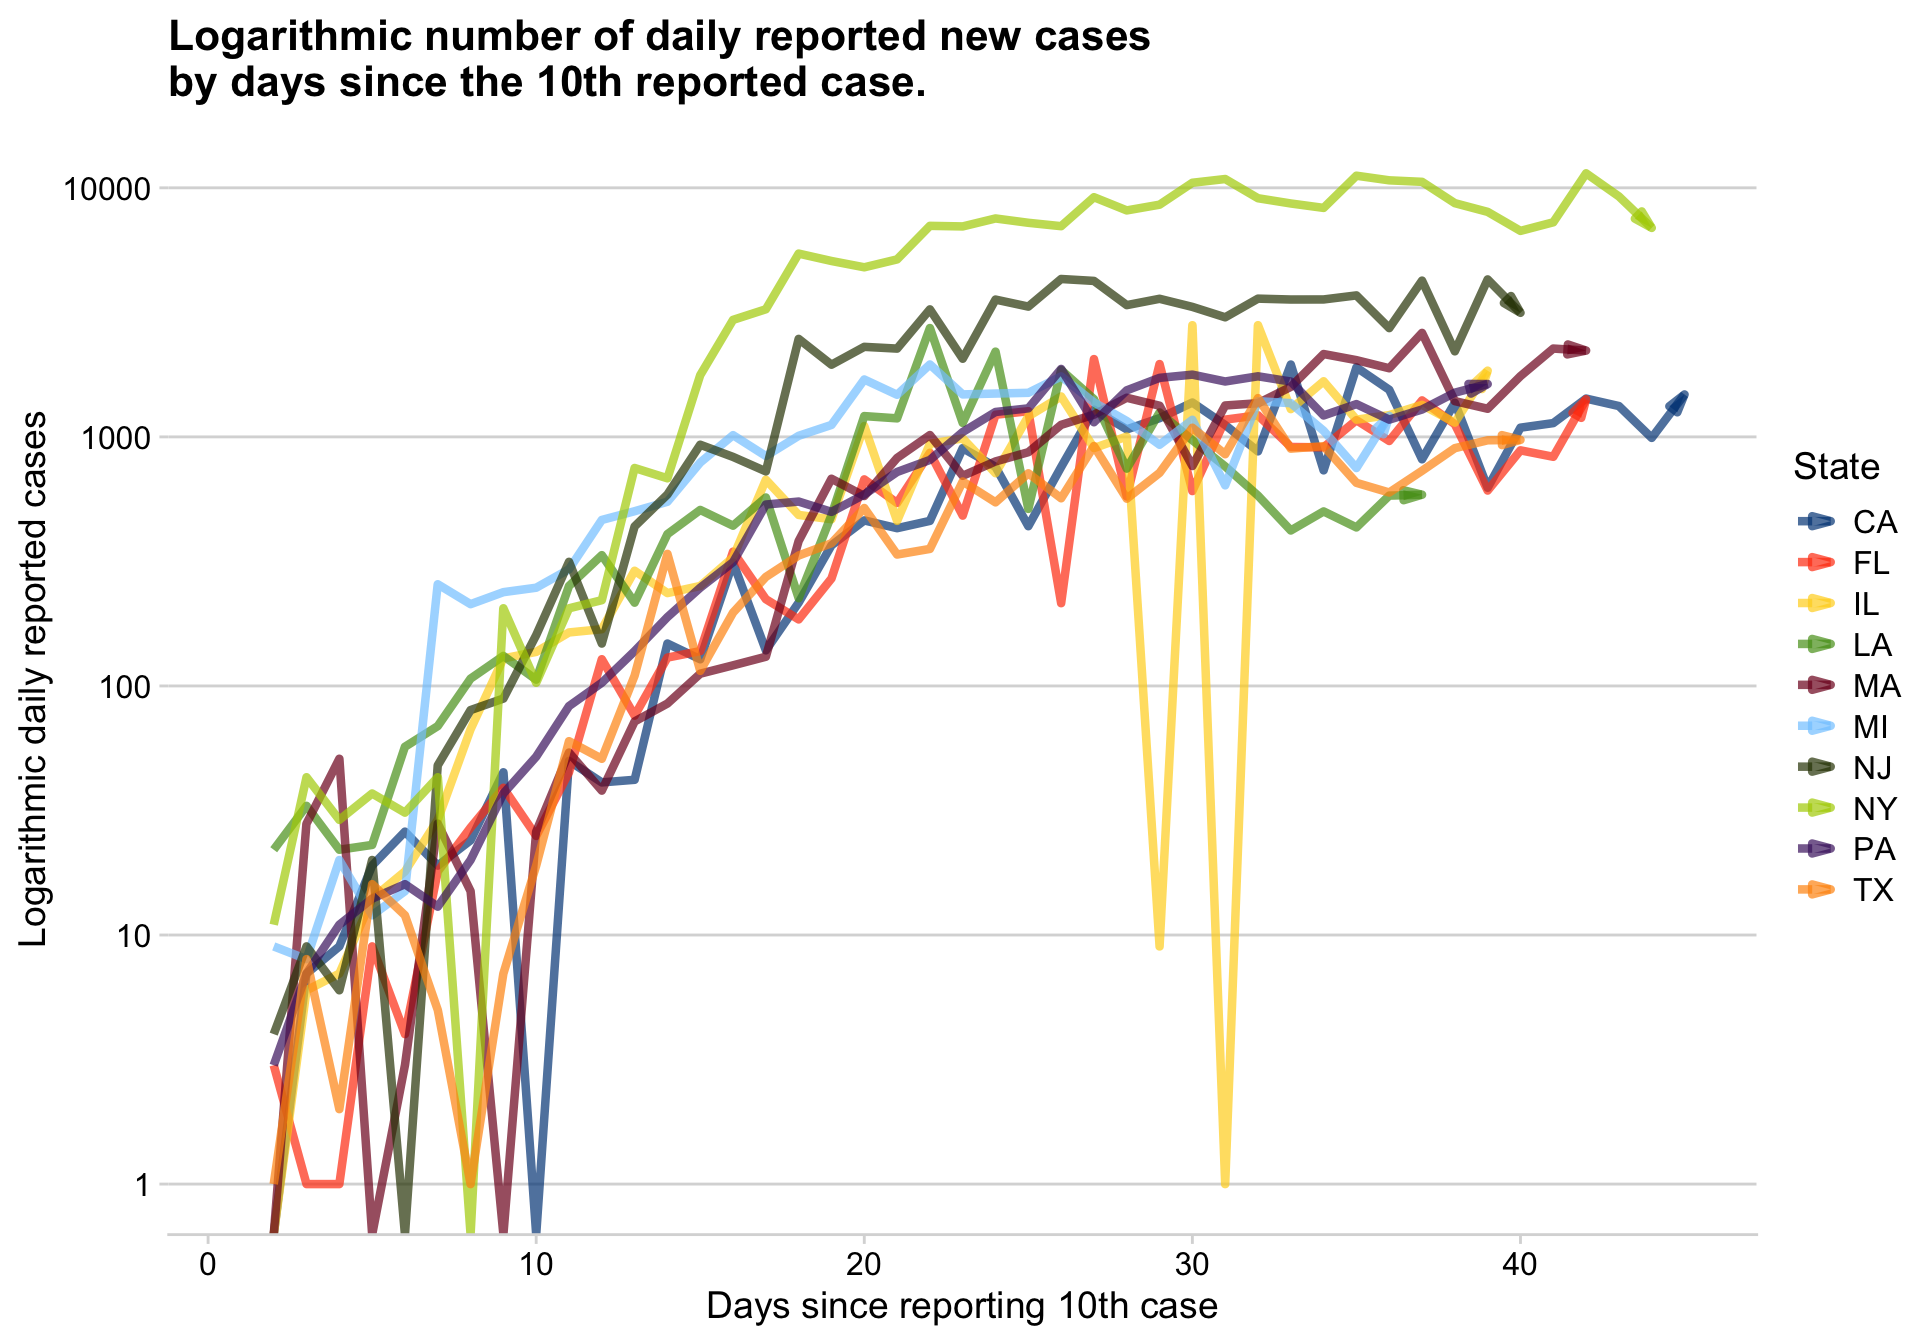 Logarithmic number of daily reported new cases
by days since the 10th reported case.
Logarithmic daily reported cases
10000
1000
100
10
1
0
10
20
30
40
Days since reporting 10th case
State
CA
FL
IL
LA
MA
MI
NJ
NY
PA
TX